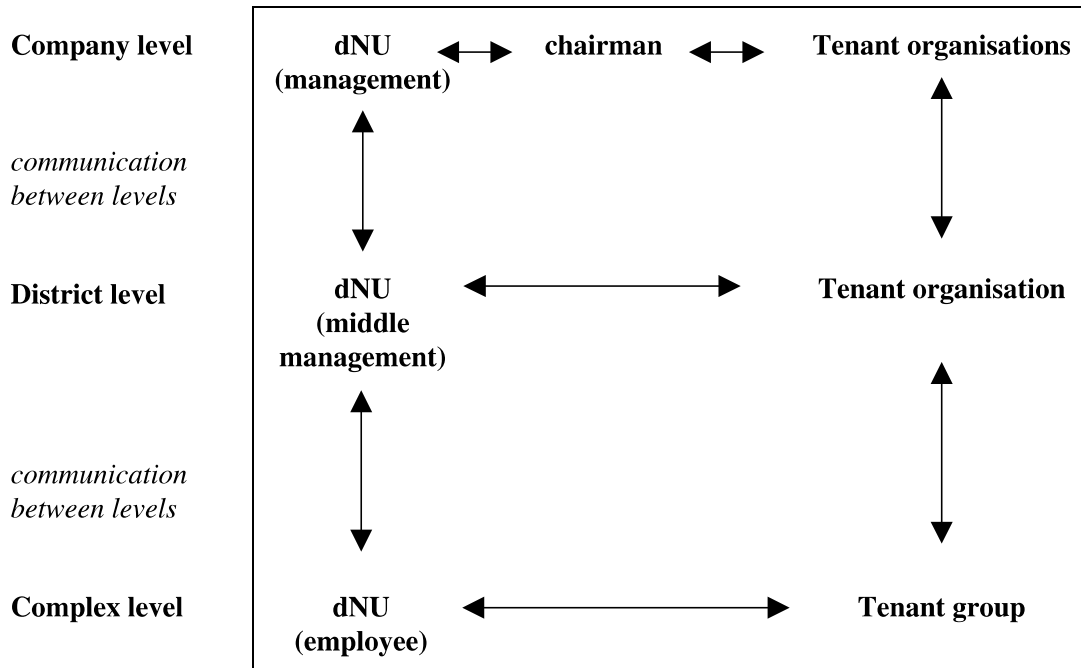 Company level dNU chairman Tenant organisations
(management)
communication
between levels
District level dNU Tenant organisation
(middle
management)
communication
between levels
Complex level dNU Tenant group
(employee)